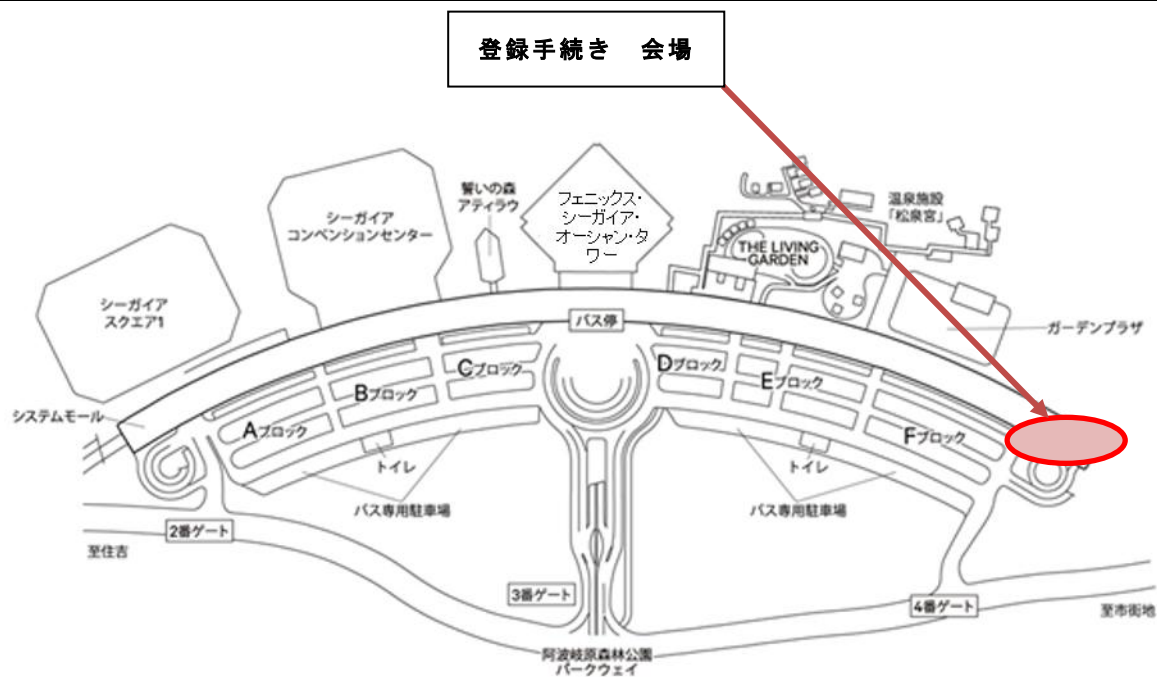 登録手続き　会場
シーガイア
コンベンションセンター
誓いの森
アティラウ
フェニックス・
シーガイア・
オーシャン・タ
ワー
温泉施設
「松泉宮」
THE LIVING
GARDEN
シーガイア
スクエア1
バス停
ガーデンプラザ
システムモール
Aブロック
Bブロック
Cブロック
Dブロック
Eブロック
Fブロック
トイレ
トイレ
バス専用駐車場
バス専用駐車場
2番ゲート
至住吉
3番ゲート
4番ゲート
至市街地
阿波岐原森林公園
パークウェイ